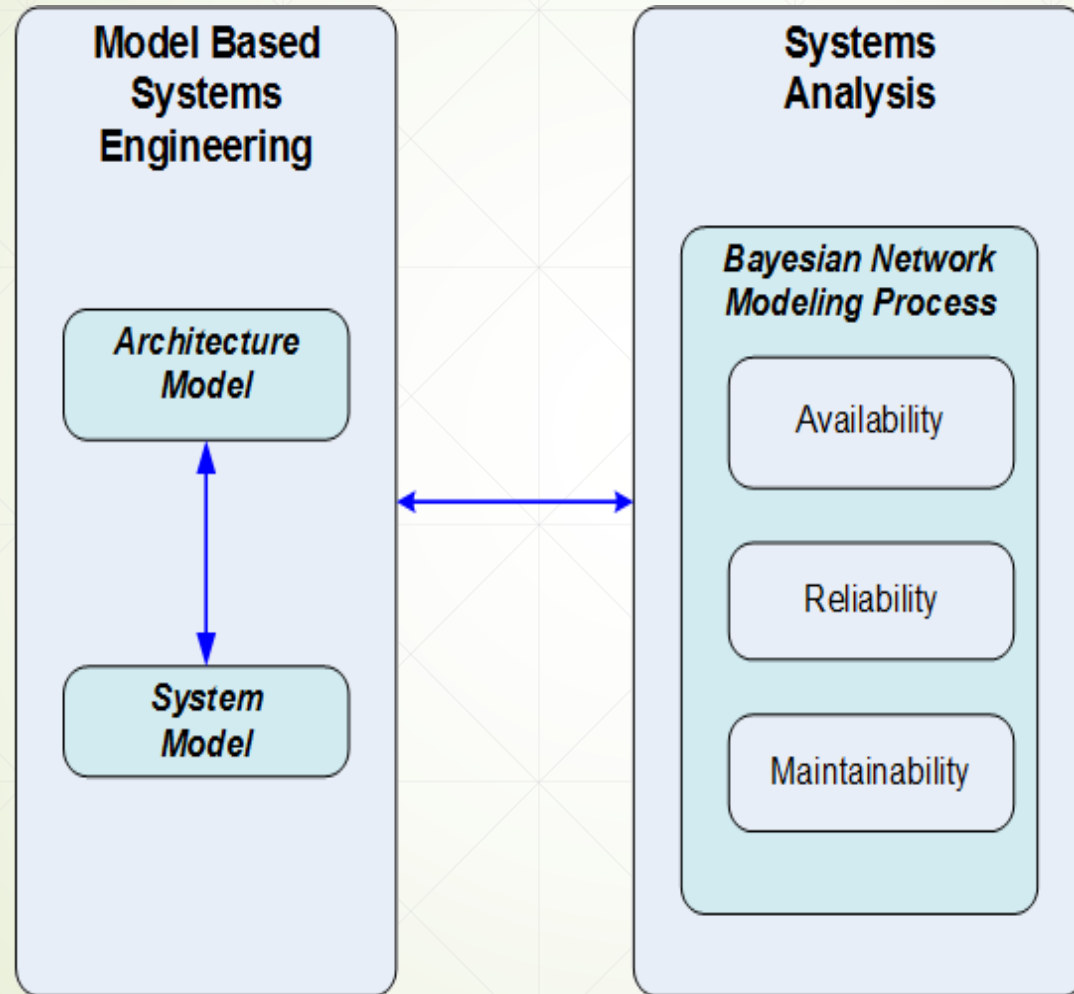 Model Based
Systems
Engineering
Architecture
Model
System
Model
Systems
Analysis
Bayesian Network
Modeling Process
Availability
Reliability
Maintainability